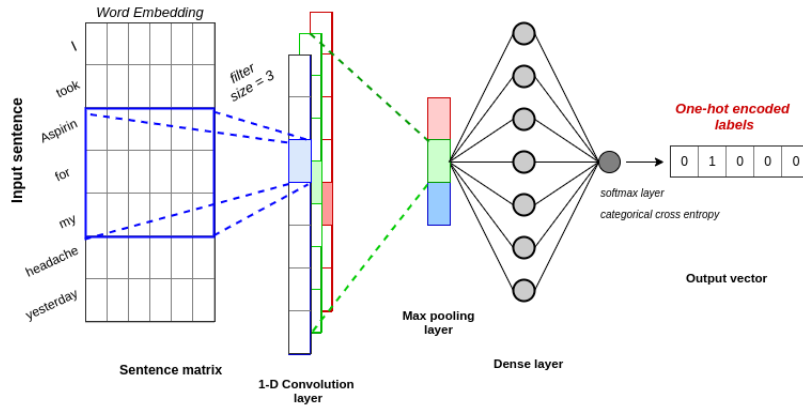 Word Embedding
Input sentence
I
took
Aspirin
for
my
headache
yesterday
filter
size = 3
Sentence matrix
1-D Convolution
layer
Max pooling
layer
Dense layer
softmax layer
categorical cross entropy
One-hot encoded
labels
0 1 0 0 0
Output vector